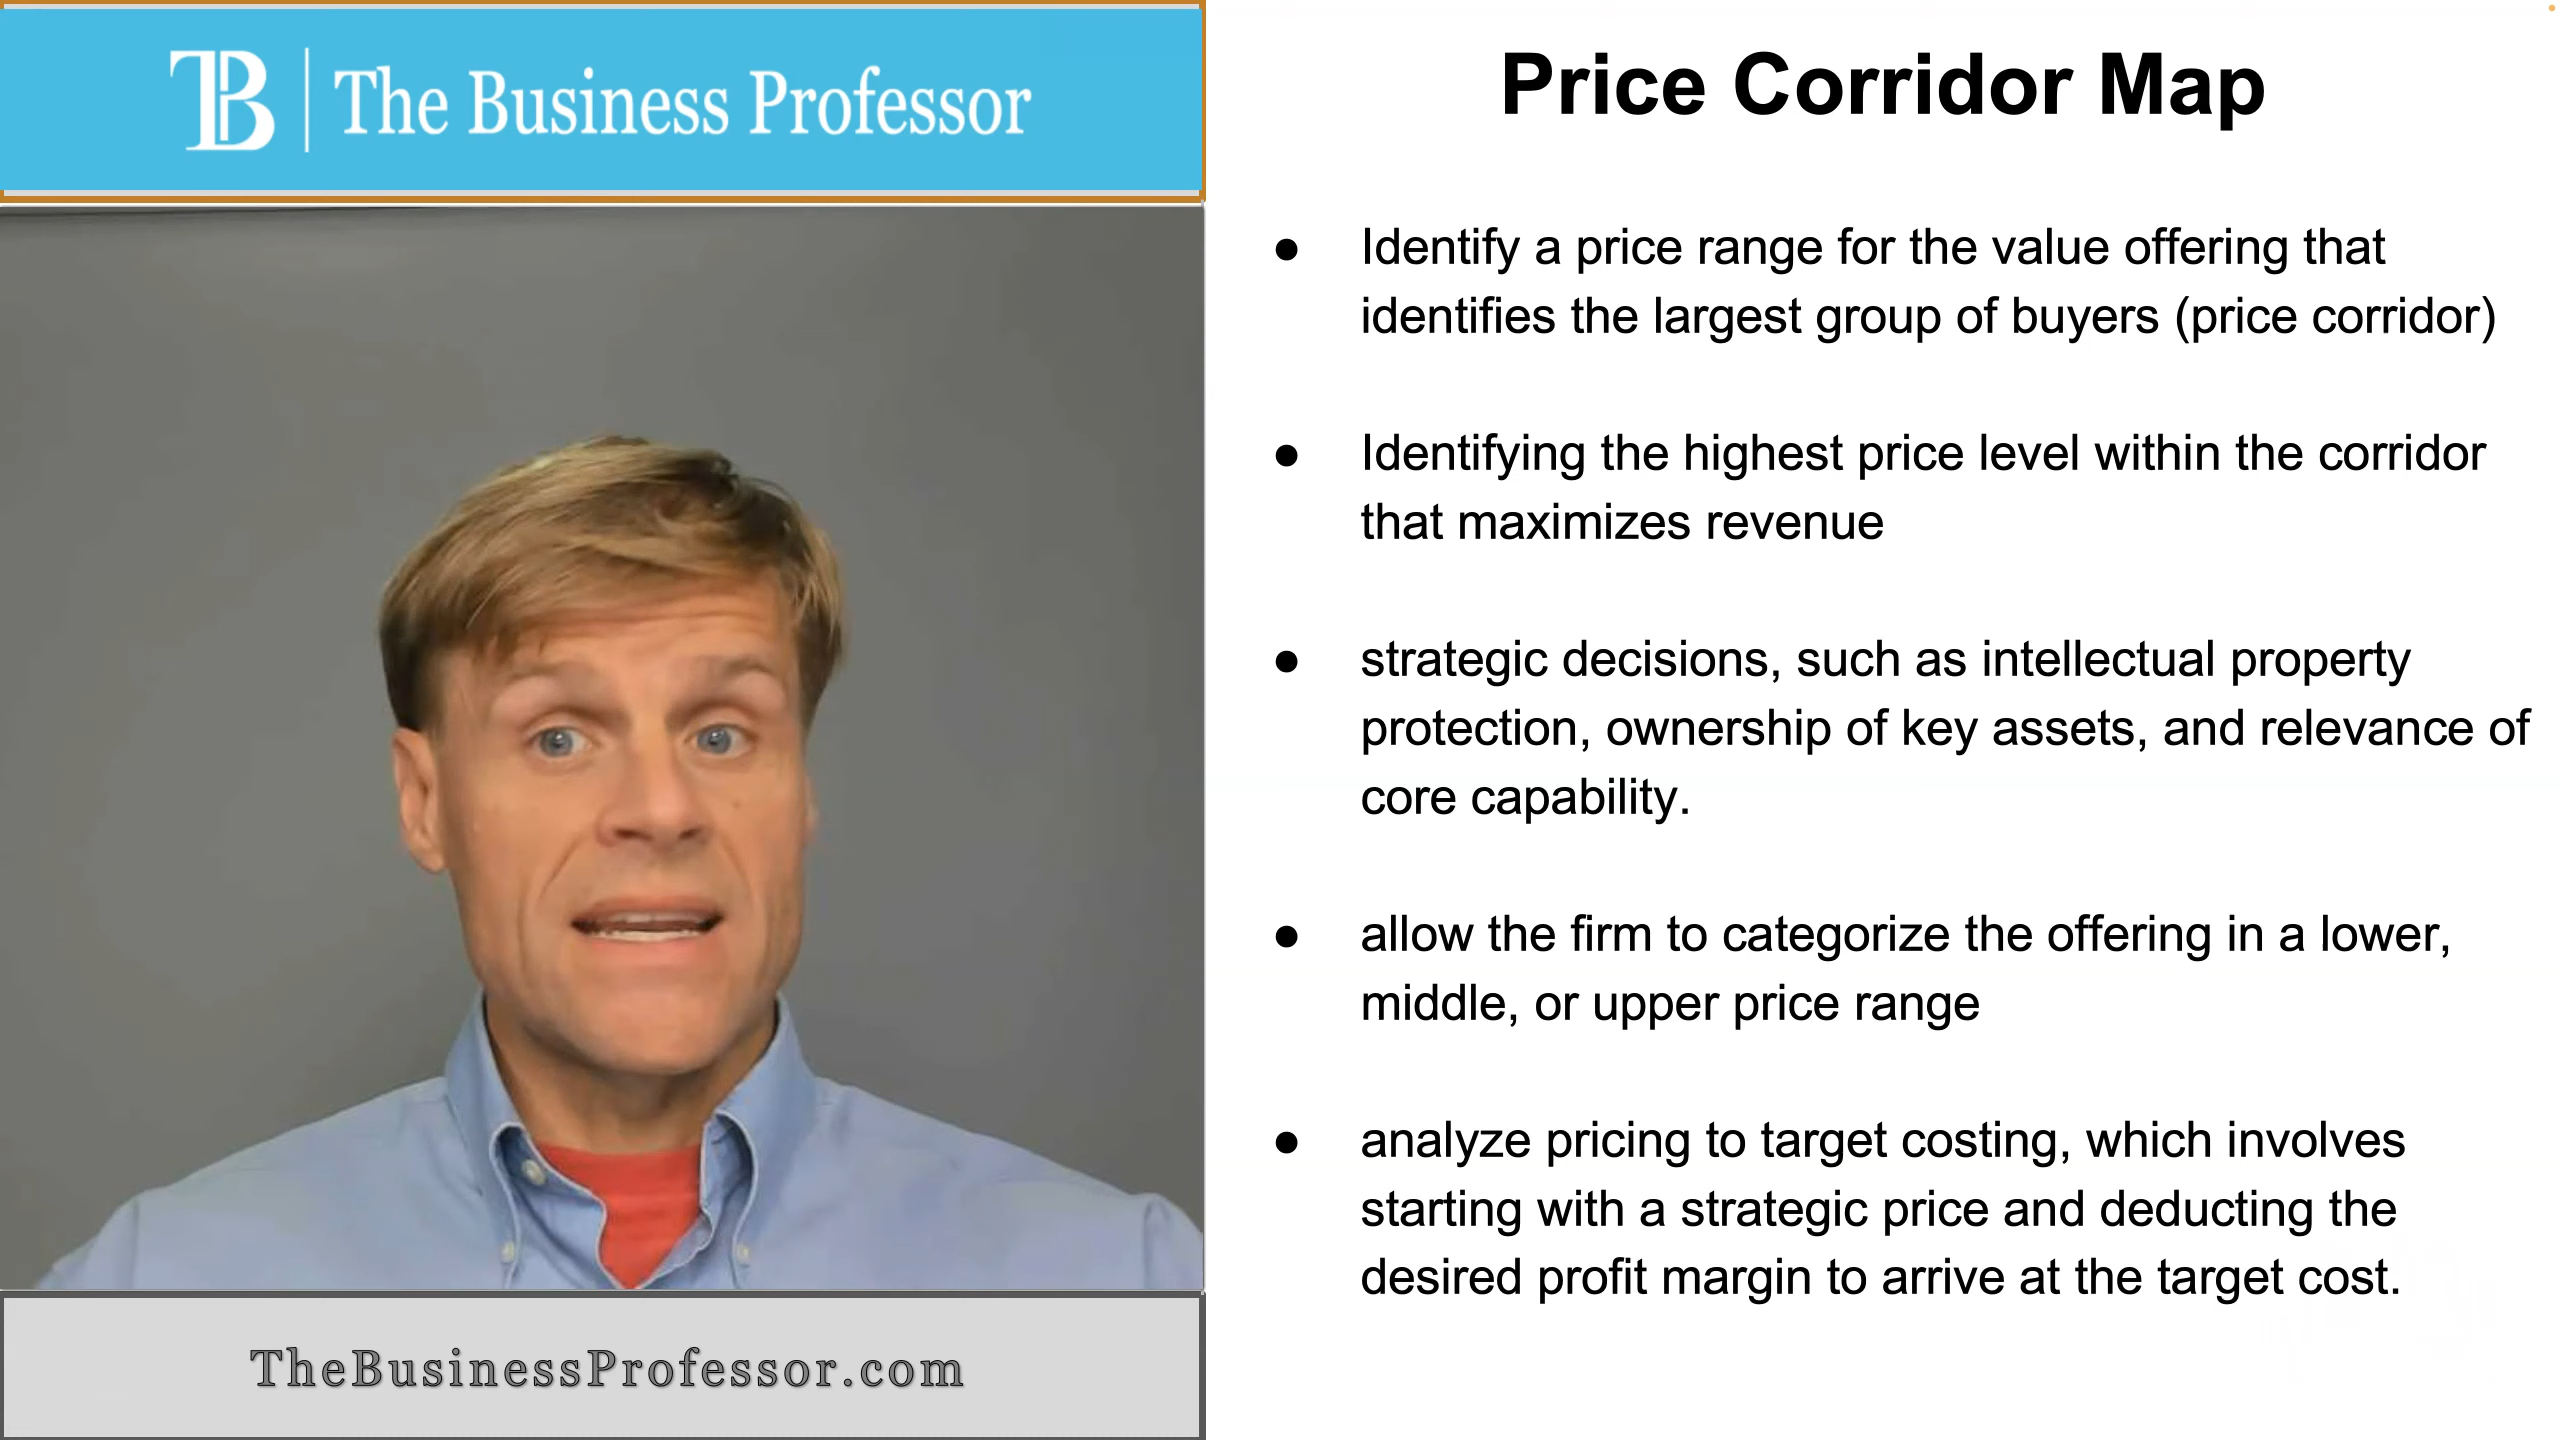 TB
The Business Professor
Price Corridor Map
● Identify a price range for the value offering that
identifies the largest group of buyers (price corridor)
● Identifying the highest price level within the corridor
that maximizes revenue
● strategic decisions, such as intellectual property
protection, ownership of key assets, and relevance of
core capability.
● allow the firm to categorize the offering in a lower,
middle, or upper price range
● analyze pricing to target costing, which involves
starting with a strategic price and deducting the
desired profit margin to arrive at the target cost.
TheBusinessProfessor.com